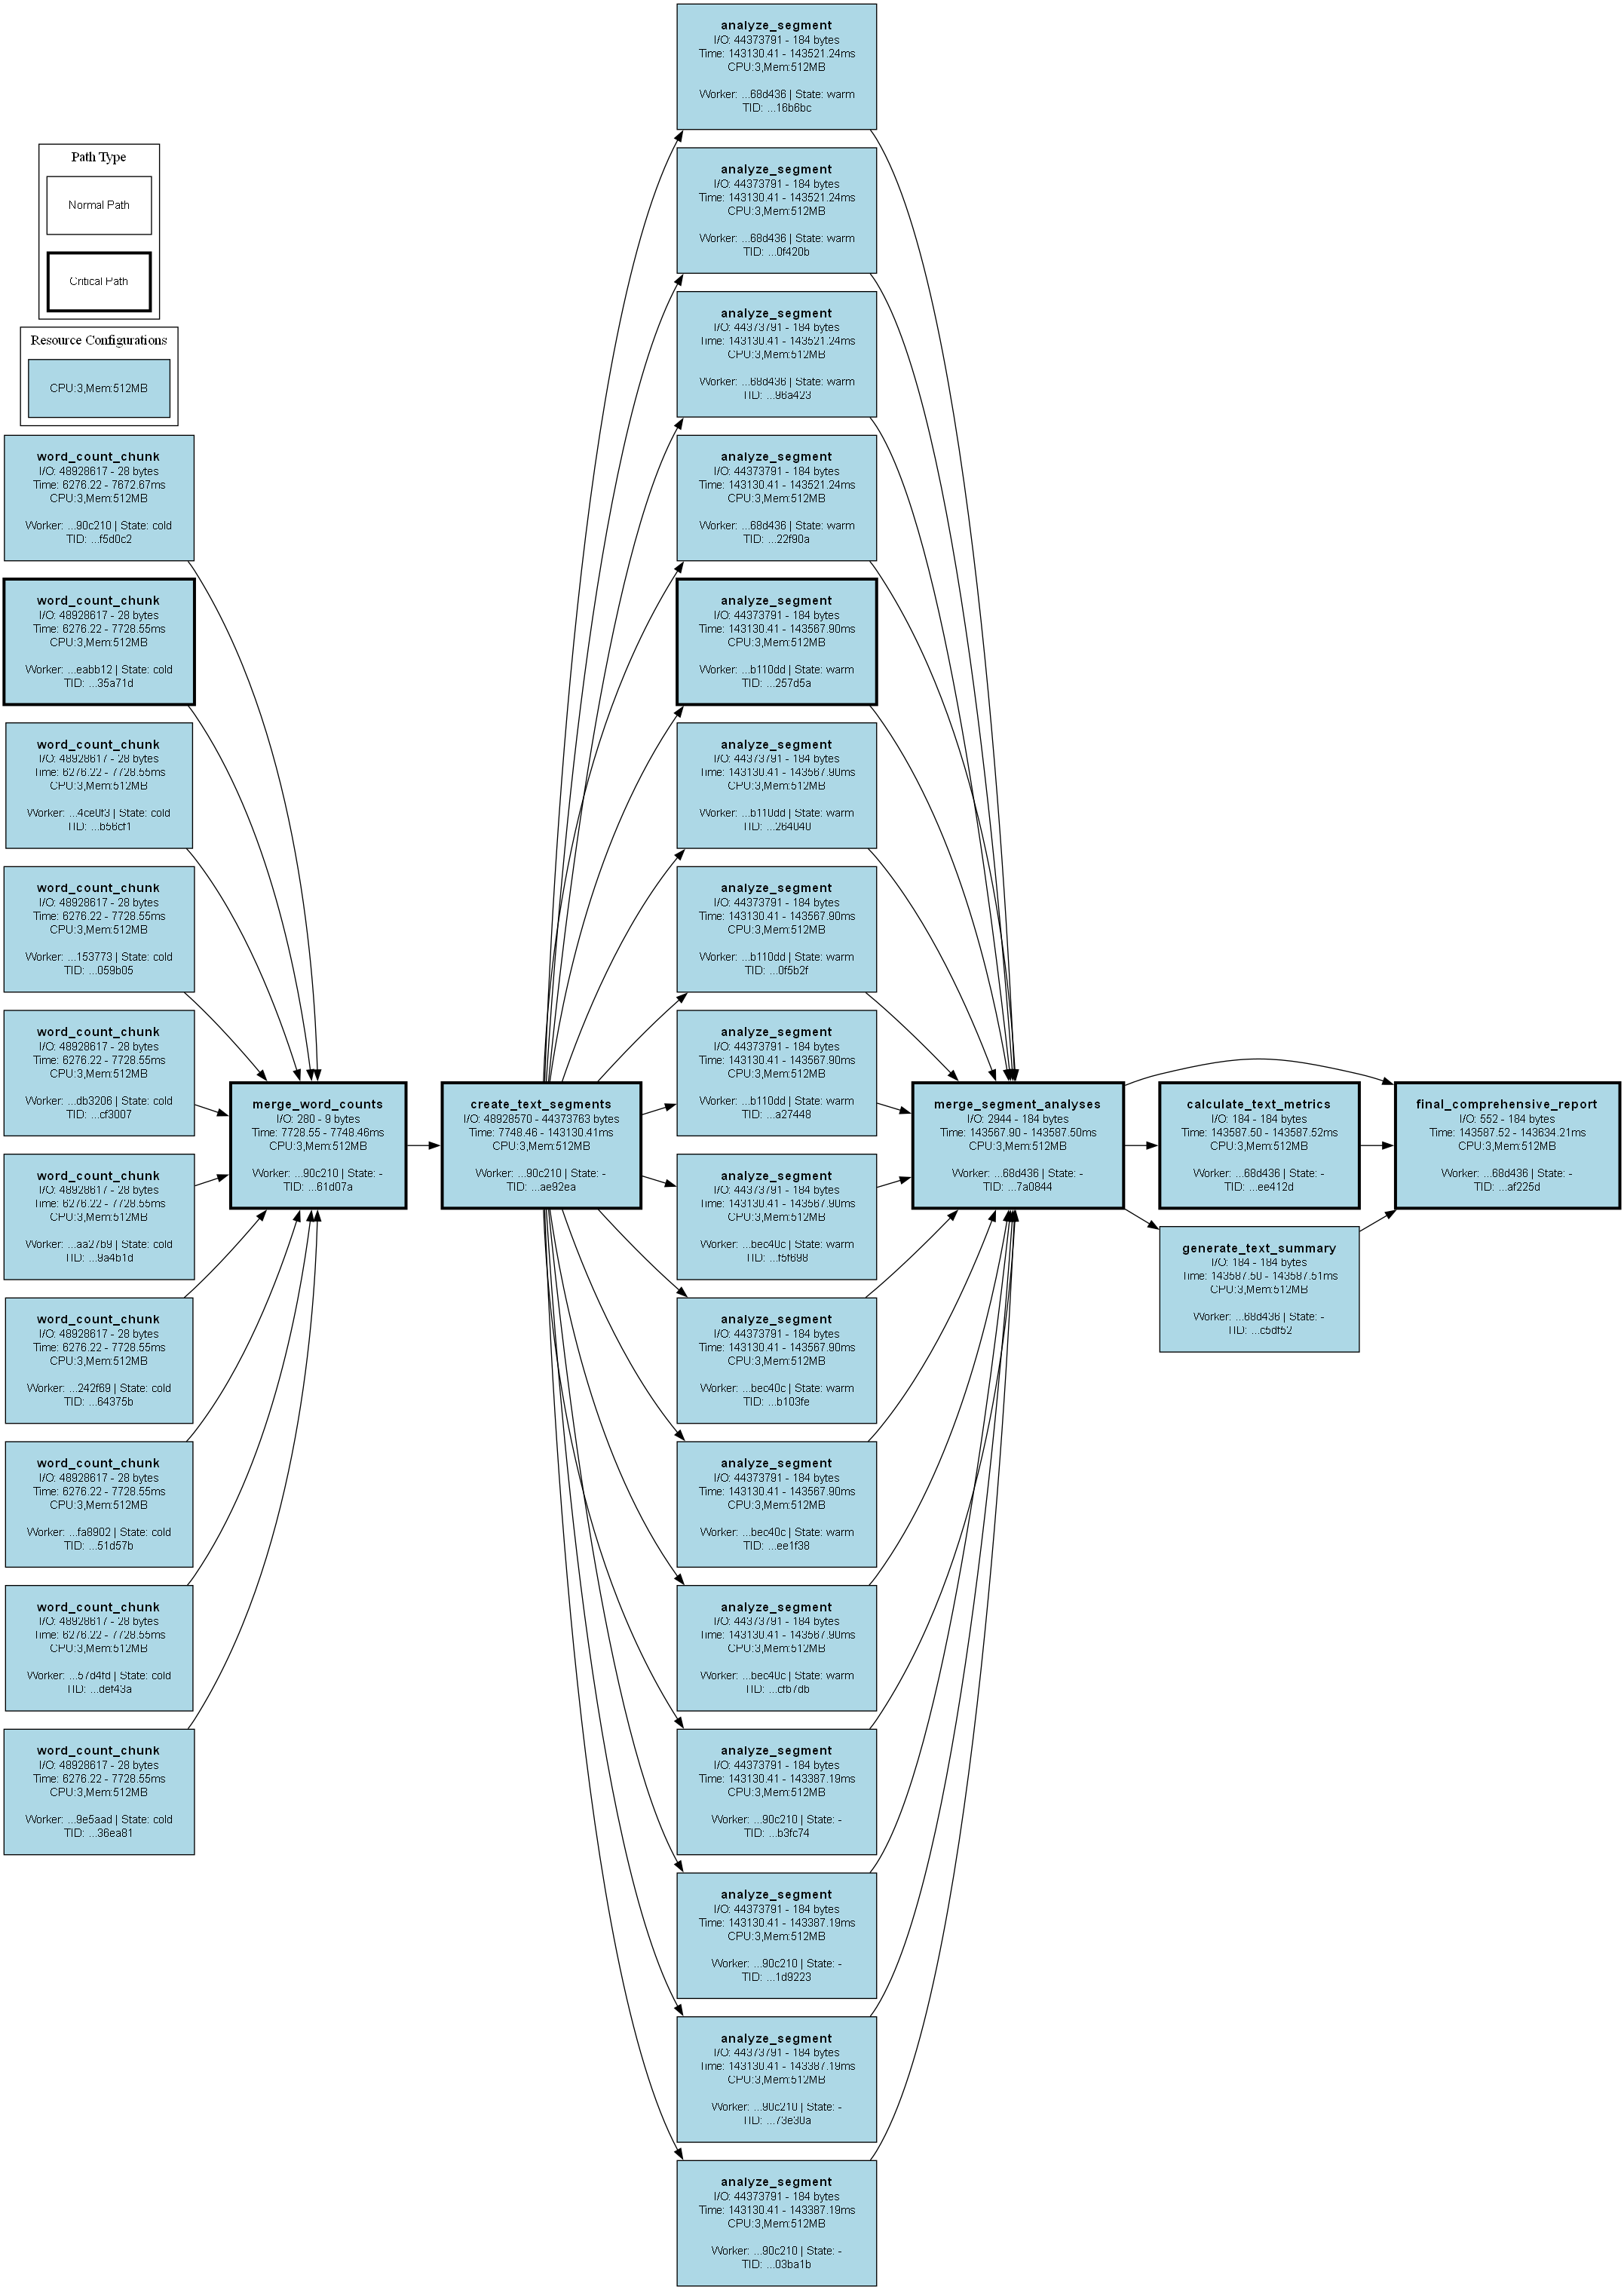 Path Type
Normal Path
Critical Path
Resource Configurations
CPU:3,Mem:512MB
word_count_chunk
I/O: 48928617 - 28 bytes
Time: 6276.22 - 7672.67ms
CPU:3,Mem:512MB
Worker: ...90c210 | State: cold
TID: ...f5d0c2
word_count_chunk
I/O: 48928617 - 28 bytes
Time: 6276.22 - 7728.55ms
CPU:3,Mem:512MB
Worker: ...eabb12 | State: cold
TID: ...35a71d
word_count_chunk
I/O: 48928617 - 28 bytes
Time: 6276.22 - 7728.55ms
CPU:3,Mem:512MB
Worker: ...4ce0f3 | State: cold
TID: ...b56cf1
word_count_chunk
I/O: 48928617 - 28 bytes
Time: 6276.22 - 7728.55ms
CPU:3,Mem:512MB
Worker: ...153773 | State: cold
TID: ...059b05
word_count_chunk
I/O: 48928617 - 28 bytes
Time: 6276.22 - 7728.55ms
CPU:3,Mem:512MB
Worker: ...db3206 | State: cold
TID: ...cf3007
word_count_chunk
I/O: 48928617 - 28 bytes
Time: 6276.22 - 7728.55ms
CPU:3,Mem:512MB
Worker: ...aa27b9 | State: cold
TID: ...9a4b1d
word_count_chunk
I/O: 48928617 - 28 bytes
Time: 6276.22 - 7728.55ms
CPU:3,Mem:512MB
Worker: ...242f69 | State: cold
TID: ...64375b
word_count_chunk
I/O: 48928617 - 28 bytes
Time: 6276.22 - 7728.55ms
CPU:3,Mem:512MB
Worker: ...fa8902 | State: cold
TID: ...51d57b
word_count_chunk
I/O: 48928617 - 28 bytes
Time: 6276.22 - 7728.55ms
CPU:3,Mem:512MB
Worker: ...57d4fd | State: cold
TID: ...def43a
word_count_chunk
I/O: 48928617 - 28 bytes
Time: 6276.22 - 7728.55ms
CPU:3,Mem:512MB
Worker: ...9e5aad | State: cold
TID: ...36ea81
merge_word_counts
I/O: 280 - 9 bytes
Time: 7728.55 - 7748.46ms
CPU:3,Mem:512MB
Worker: ...90c210 | State: -
TID: ...61d07a
create_text_segments
I/O: 48928570 - 44373763 bytes
Time: 7748.46 - 143130.41ms
CPU:3,Mem:512MB
Worker: ...90c210 | State: -
TID: ...ae92ea
analyze_segment
I/O: 44373791 - 184 bytes
Time: 143130.41 - 143521.24ms
CPU:3,Mem:512MB
Worker: ...68d436 | State: warm
TID: ...16b6bc
analyze_segment
I/O: 44373791 - 184 bytes
Time: 143130.41 - 143521.24ms
CPU:3,Mem:512MB
Worker: ...68d436 | State: warm
TID: ...0f420b
analyze_segment
I/O: 44373791 - 184 bytes
Time: 143130.41 - 143521.24ms
CPU:3,Mem:512MB
Worker: ...68d436 | State: warm
TID: ...96a423
analyze_segment
I/O: 44373791 - 184 bytes
Time: 143130.41 - 143521.24ms
CPU:3,Mem:512MB
Worker: ...68d436 | State: warm
TID: ...22f90a
analyze_segment
I/O: 44373791 - 184 bytes
Time: 143130.41 - 143567.90ms
CPU:3,Mem:512MB
Worker: ...b110dd | State: warm
TID: ...257d5a
analyze_segment
I/O: 44373791 - 184 bytes
Time: 143130.41 - 143567.90ms
CPU:3,Mem:512MB
Worker: ...b110dd | State: warm
TID: ...264040
analyze_segment
I/O: 44373791 - 184 bytes
Time: 143130.41 - 143567.90ms
CPU:3,Mem:512MB
Worker: ...b110dd | State: warm
TID: ...0f5b2f
analyze_segment
I/O: 44373791 - 184 bytes
Time: 143130.41 - 143567.90ms
CPU:3,Mem:512MB
Worker: ...b110dd | State: warm
TID: ...a27448
analyze_segment
I/O: 44373791 - 184 bytes
Time: 143130.41 - 143567.90ms
CPU:3,Mem:512MB
Worker: ...bec40c | State: warm
TID: ...f5f698
analyze_segment
I/O: 44373791 - 184 bytes
Time: 143130.41 - 143567.90ms
CPU:3,Mem:512MB
Worker: ...bec40c | State: warm
TID: ...b103fe
analyze_segment
I/O: 44373791 - 184 bytes
Time: 143130.41 - 143567.90ms
CPU:3,Mem:512MB
Worker: ...bec40c | State: warm
TID: ...ee1f38
analyze_segment
I/O: 44373791 - 184 bytes
Time: 143130.41 - 143567.90ms
CPU:3,Mem:512MB
Worker: ...bec40c | State: warm
TID: ...cfb7db
analyze_segment
I/O: 44373791 - 184 bytes
Time: 143130.41 - 143387.19ms
CPU:3,Mem:512MB
Worker: ...90c210 | State: -
TID: ...b3fc74
analyze_segment
I/O: 44373791 - 184 bytes
Time: 143130.41 - 143387.19ms
CPU:3,Mem:512MB
Worker: ...90c210 | State: -
TID: ...1d9223
analyze_segment
I/O: 44373791 - 184 bytes
Time: 143130.41 - 143387.19ms
CPU:3,Mem:512MB
Worker: ...90c210 | State: -
TID: ...73e30a
analyze_segment
I/O: 44373791 - 184 bytes
Time: 143130.41 - 143387.19ms
CPU:3,Mem:512MB
Worker: ...90c210 | State: -
TID: ...03ba1b
merge_segment_analyses
I/O: 2944 - 184 bytes
Time: 143567.90 - 143587.50ms
CPU:3,Mem:512MB
Worker: ...68d436 | State: -
TID: ...7a0844
calculate_text_metrics
I/O: 184 - 184 bytes
Time: 143587.50 - 143587.52ms
CPU:3,Mem:512MB
Worker: ...68d436 | State: -
TID: ...ee412d
generate_text_summary
I/O: 184 - 184 bytes
Time: 143587.50 - 143587.51ms
CPU:3,Mem:512MB
Worker: ...68d436 | State: -
TID: ...c5df52
final_comprehensive_report
I/O: 552 - 184 bytes
Time: 143587.52 - 143634.21ms
CPU:3,Mem:512MB
Worker: ...68d436 | State: -
TID: ...af225d